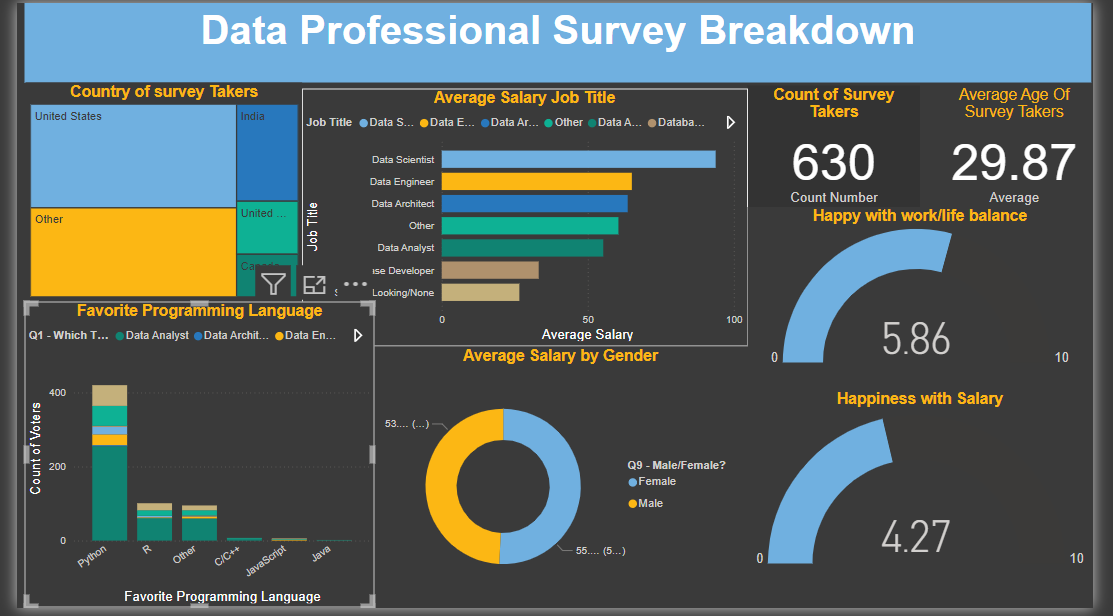 Data Professional Survey Breakdown
Country of survey Takers
United States
India
Other
United ...
Average Salary Job Title
Job Title Data S... Data E... Data Ar... Other Data A... Databa...
Job Title
Data Scientist
Data Engineer
Data Architect
Other
Data Analyst
se Developer
Looking/None
0 50 100
Average Salary
Count of Survey
Takers
630
Count Number
Average Age Of
Survey Takers
29.87
Average
Happy with work/life balance
5.86
0 10
Favorite Programming Language
Q1 - Which T... Data Analyst Data Archit... Data En...
Count of Voters
400
200
0
Python
R
Other
C/C++
JavaScript
Java
Favorite Programming Language
Average Salary by Gender
53.... (...)
55.... (5...)
Q9 - Male/Female?
Female
Male
Happiness with Salary
4.27
0 10